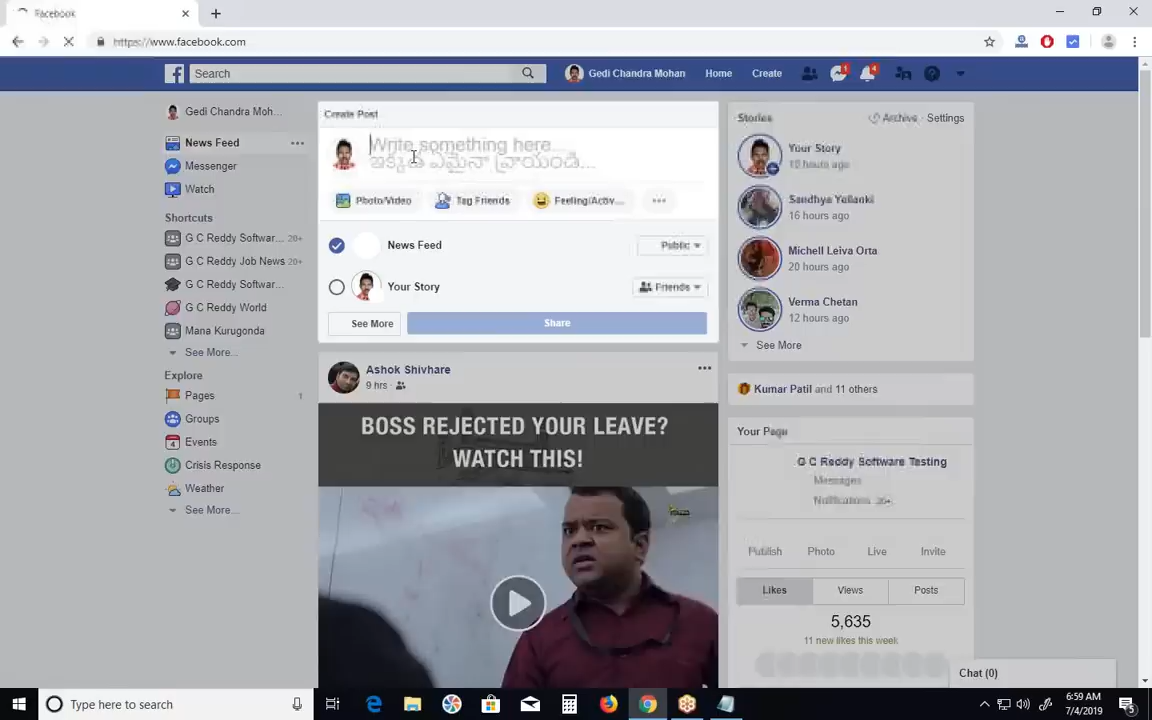 Facebook
https://www.facebook.com
Search
Gedi Chandra Mohan
Home
Create
1
4
Gedi Chandra Moh...
News Feed
Messenger
Watch
Shortcuts
G C Reddy Softwar... 20+
G C Reddy Job News 20+
G C Reddy Softwar...
G C Reddy World
Mana Kurugonda
See More...
Explore
Pages 1
Groups
Events
Crisis Response
Weather
See More...
Create Post
Write something here...
ఇక్కడ ఏమైనా వ్రాయండి...
Photo/Video
Tag Friends
Feeling/Activ...
News Feed
Public
Your Story
Friends
See More
Share
Ashok Shivhare
9 hrs
BOSS REJECTED YOUR LEAVE?
WATCH THIS!
Stories
Archive
Settings
Your Story
10 hours ago
Sandhya Yellanki
16 hours ago
Michell Leiva Orta
20 hours ago
Verma Chetan
12 hours ago
See More
Kumar Patil and 11 others
Your Page
G C Reddy Software Testing
Messages
Notifications 20+
Publish
Photo
Live
Invite
Likes
Views
Posts
5,635
11 new likes this week
Chat (0)
Type here to search
6:59 AM
7/4/2019
5